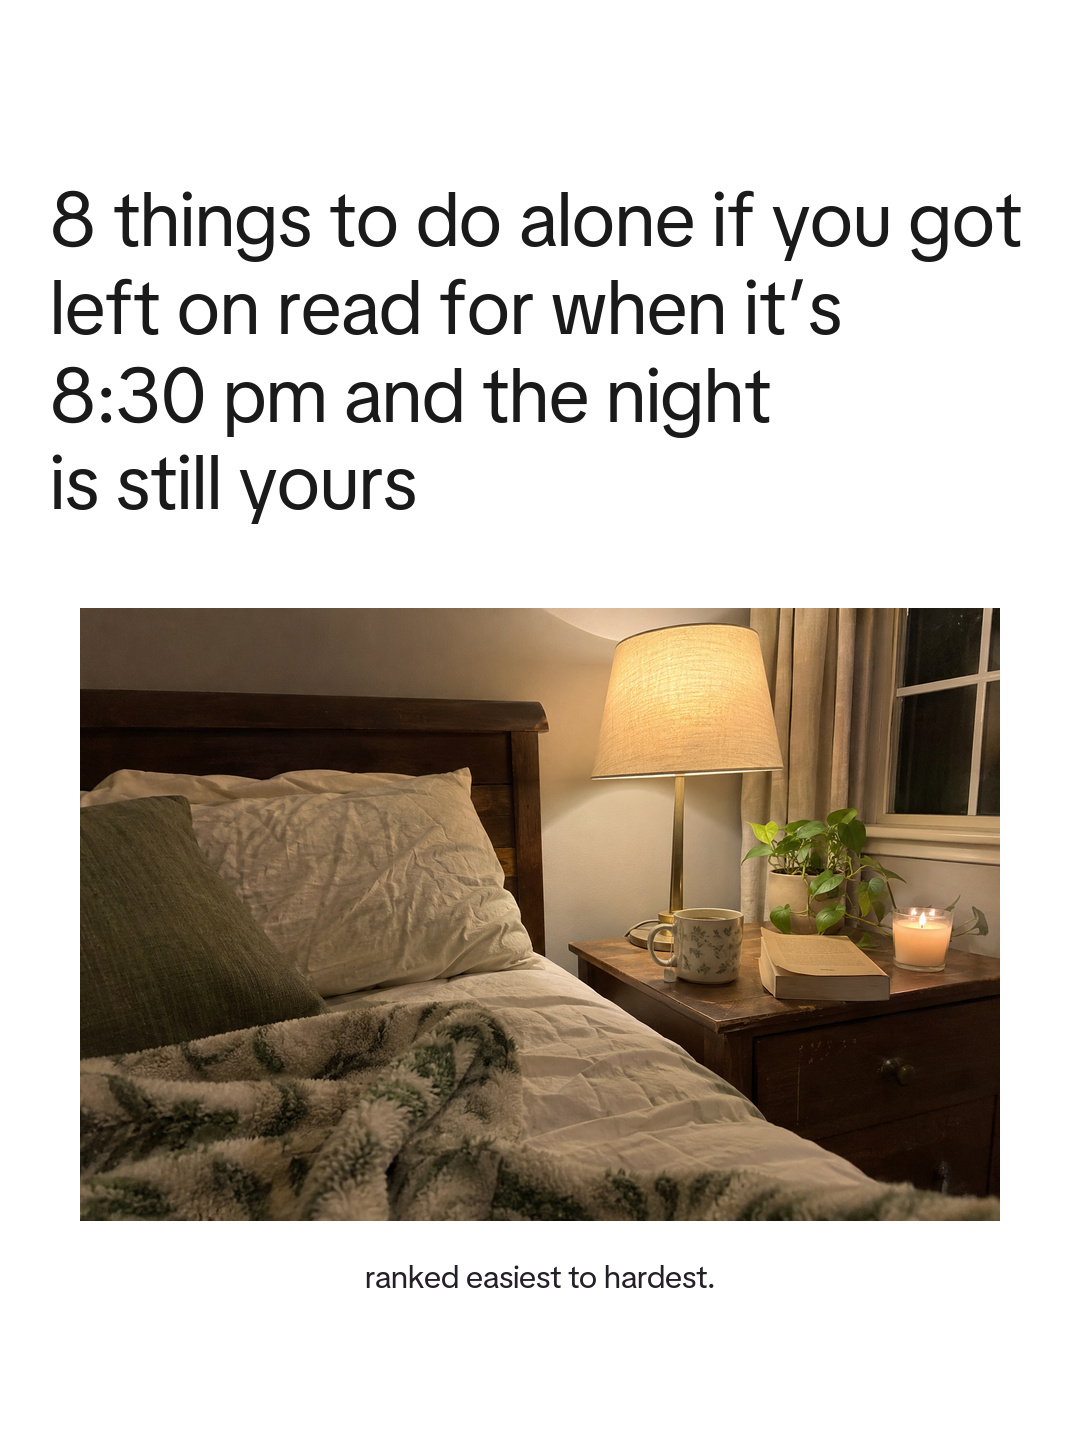 8 things to do alone if you got
left on read for when it’s
8:30 pm and the night
is still yours
ranked easiest to hardest.